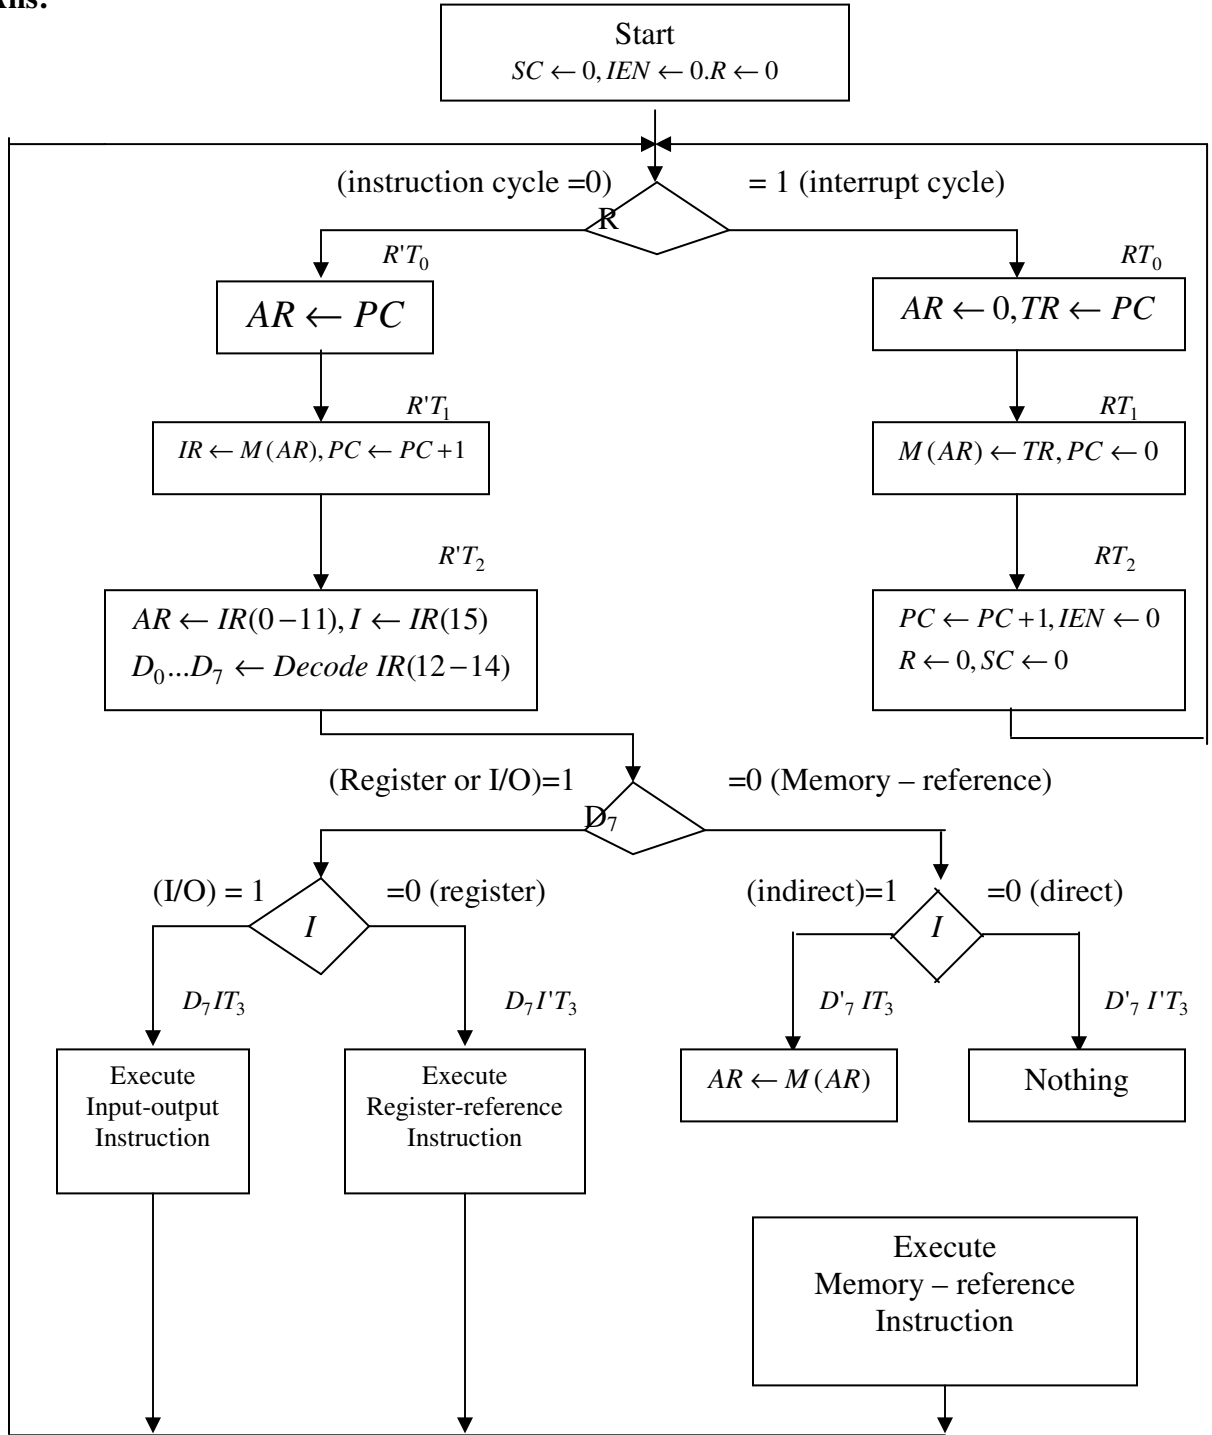 Start
SC ← 0, IEN ← 0.R ← 0
(instruction cycle =0)
= 1 (interrupt cycle)
R
R'T₀
RT₀
AR ← PC
AR ← 0, TR ← PC
R'T₁
RT₁
IR ← M (AR), PC ← PC +1
M (AR) ← TR, PC ← 0
R'T₂
RT₂
AR ← IR(0−11), I ← IR(15)
D₀...D₇ ← Decode IR(12−14)
PC ← PC +1, IEN ← 0
R ← 0, SC ← 0
(Register or I/O)=1
=0 (Memory – reference)
D₇
(I/O) = 1
=0 (register)
(indirect)=1
=0 (direct)
I
I
D₇ IT₃
D₇ I'T₃
D'₇ IT₃
D'₇ I'T₃
Execute
Input-output
Instruction
Execute
Register-reference
Instruction
AR ← M (AR)
Nothing
Execute
Memory – reference
Instruction